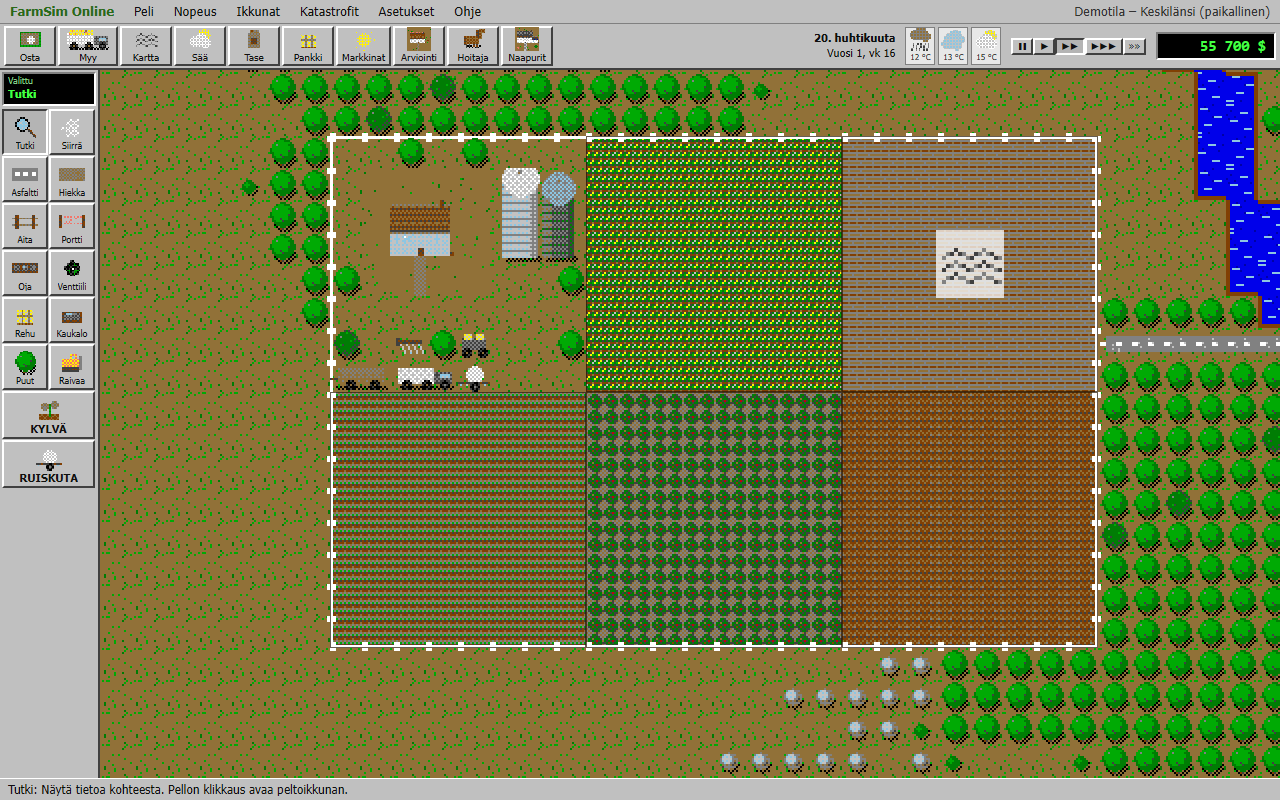 FarmSim Online Peli Nopeus Ikkunat Katastrofit Asetukset Ohje Demotila – Keskilänsi (paikallinen)
Osta Myy Kartta Sää Tase Pankki Markkinat Arviointi Hoitaja Naapurit
20. huhtikuuta
Vuosi 1, vk 16
12 °C 13 °C 15 °C
55 700 $
Valittu
Tutki
Tutki Siirrä
Asfaltti Hiekka
Aita Portti
Oja Venttiili
Rehu Kaukalo
Puut Raivaa
KYLVÄ
RUISKUTA
Tutki: Näytä tietoa kohteesta. Pellon klikkaus avaa peltoikkunan.